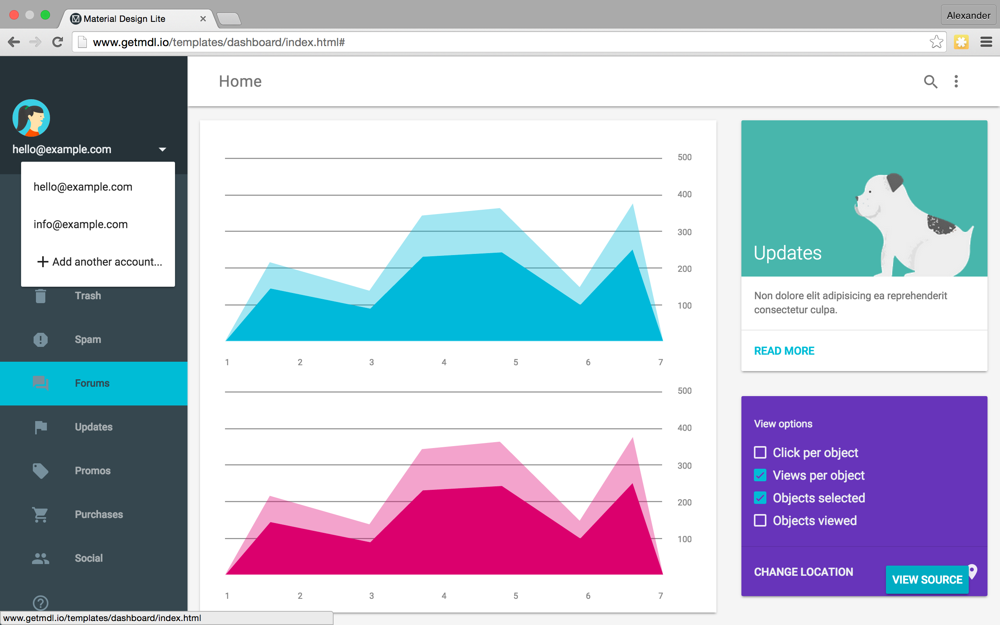 Material Design Lite
Alexander
www.getmdl.io/templates/dashboard/index.html#
Home
hello@example.com
hello@example.com
info@example.com
Add another account...
Trash
Spam
Forums
Updates
Promos
Purchases
Social
500
400
300
200
100
1 2 3 4 5 6 7
500
400
300
200
100
1 2 3 4 5 6 7
Updates
Non dolore elit adipisicing ea reprehenderit
consectetur culpa.
READ MORE
View options
Click per object
Views per object
Objects selected
Objects viewed
CHANGE LOCATION
VIEW SOURCE
www.getmdl.io/templates/dashboard/index.html